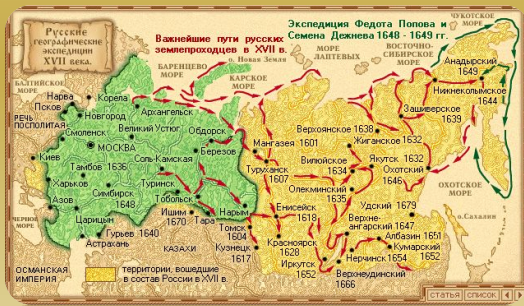 Русские
географические
экспедиции
XVII века.
Важнейшие пути русских
землепроходцев в XVII в.
Экспедиция Федота Попова и
Семена Дежнева 1648 - 1649 гг.
ЧУКОТСКОЕ
МОРЕ
ВОСТОЧНО-
СИБИРСКОЕ
МОРЕ
МОРЕ
ЛАПТЕВЫХ
о. Новая Земля
БАРЕНЦЕВО
МОРЕ
КАРСКОЕ
МОРЕ
БАЛТИЙСКОЕ
МОРЕ
Анадырский
1649
Нижнеколымское
1644
Зашиверское
1639
Нарва
Корела
Псков
Новгород
Архангельск
РЕЧЬ
ПОСПОЛИТАЯ
Смоленск
Великий Устюг
Обдорск
МОСКВА
Березов
Мангазея 1601
Верхоянское 1638
Жиганское 1632
Киев
Соль-Камская
Тамбов 1636
Туруханск
1607
Вилюйское
1634
Якутск
1632
Охотский
1646
Харьков
Туринск
Олекминский
1635
Симбирск
1648
Тобольск
Нарым
Енисейск
1618
ОХОТСКОЕ
МОРЕ
Азов
Ишим
1670
Тара
Удский 1679
о.Сахалин
ЧЕРНОЕ
МОРЕ
Царицын
Томск
1604
Верхне-
ангарский 1647
Гурьев 1640
Астрахань
КАЗАХИ
Кузнецк
1617
Красноярск
1628
Албазин 1651
Кумарский
1652
Иркутск
1652
Нерчинск 1654
Верхнеудинский
1666
ОСМАНСКАЯ
ИМПЕРИЯ
территории, вошедшие
в состав России в XVII в.
статья
список